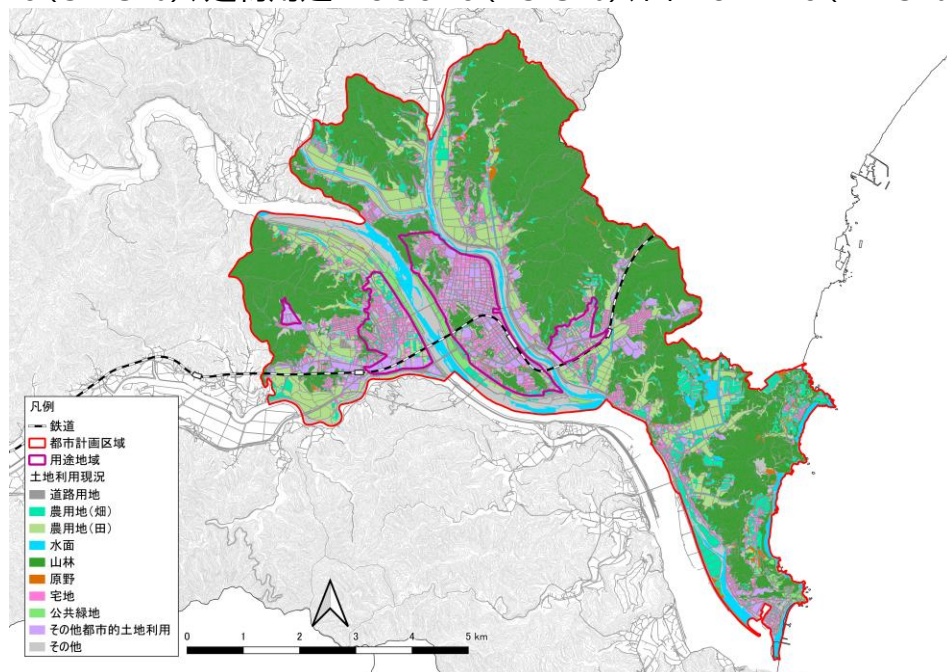 凡例
鉄道
都市計画区域
用途地域
土地利用現況
道路用地
農用地(畑)
農用地(田)
水面
山林
原野
宅地
公共緑地
その他都市的土地利用
その他
0 1 2 3 4 5 km